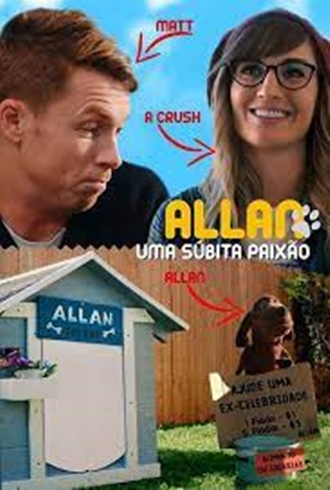 MATT
A CRUSH
ALLAN
UMA SÚBITA PAIXÃO
ALLAN
ALLAN
AJUDE UMA
EX-CELEBRIDADE